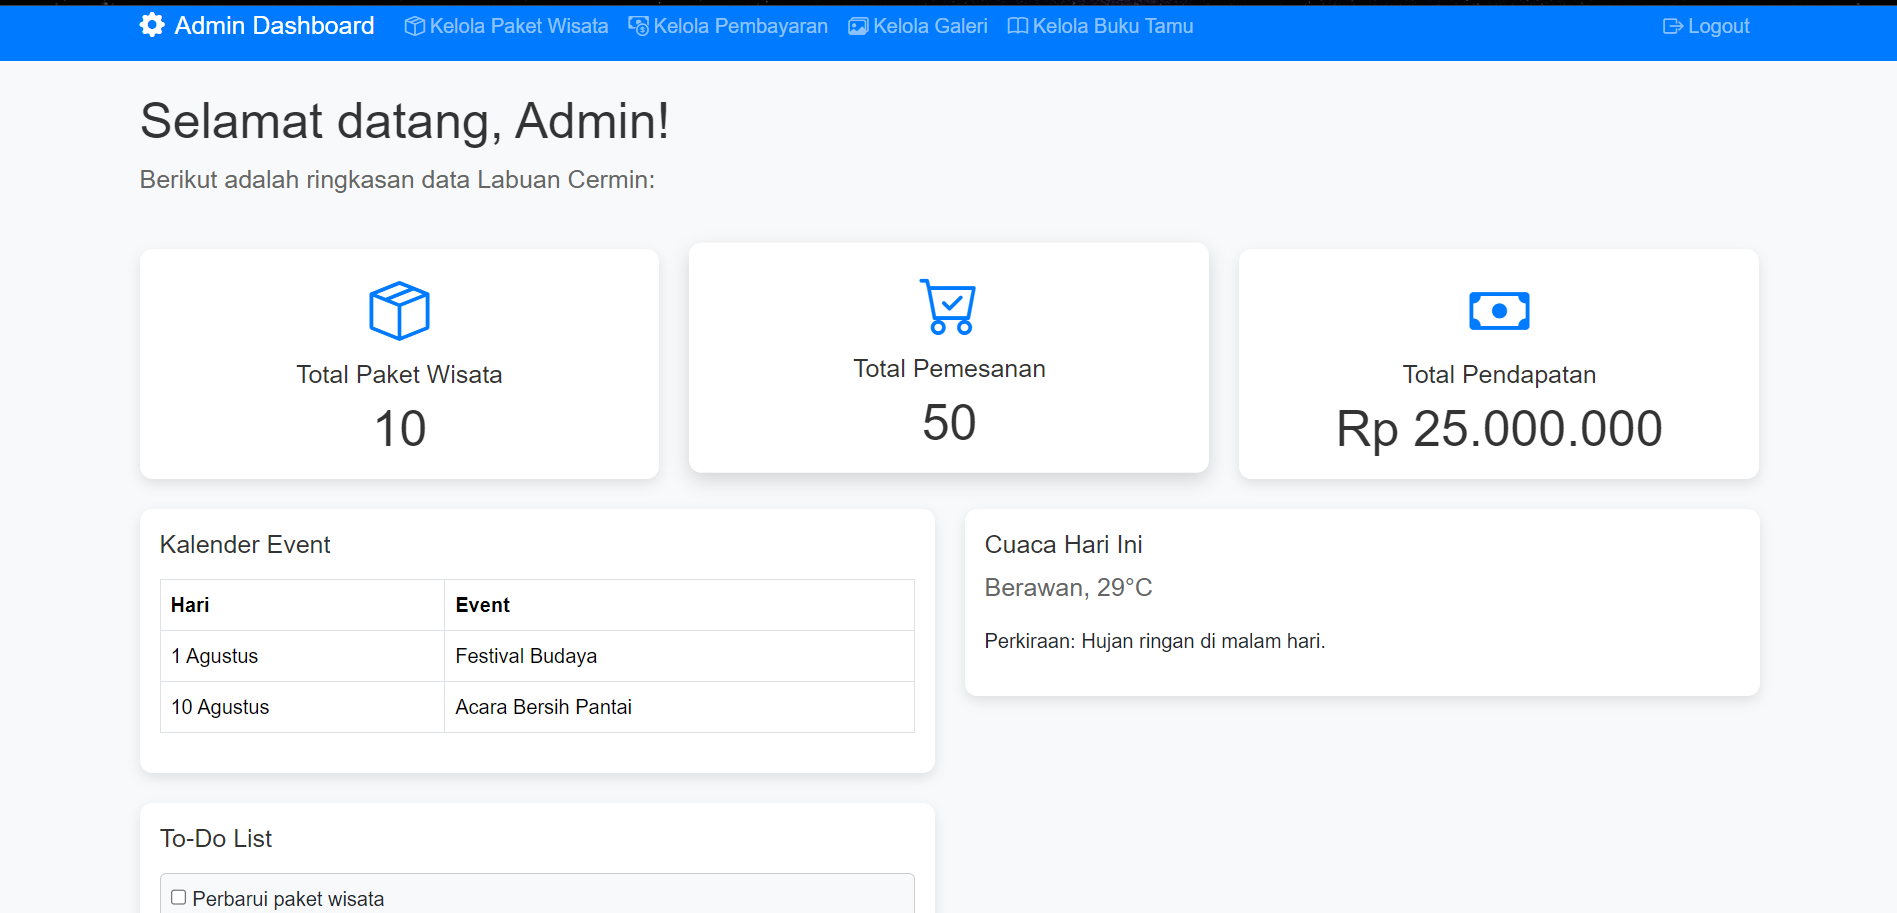 Admin Dashboard Kelola Paket Wisata Kelola Pembayaran Kelola Galeri Kelola Buku Tamu Logout
Selamat datang, Admin!
Berikut adalah ringkasan data Labuan Cermin:
Total Paket Wisata
10
Total Pemesanan
50
Total Pendapatan
Rp 25.000.000
Kalender Event
Hari Event
1 Agustus Festival Budaya
10 Agustus Acara Bersih Pantai
Cuaca Hari Ini
Berawan, 29°C
Perkiraan: Hujan ringan di malam hari.
To-Do List
Perbarui paket wisata